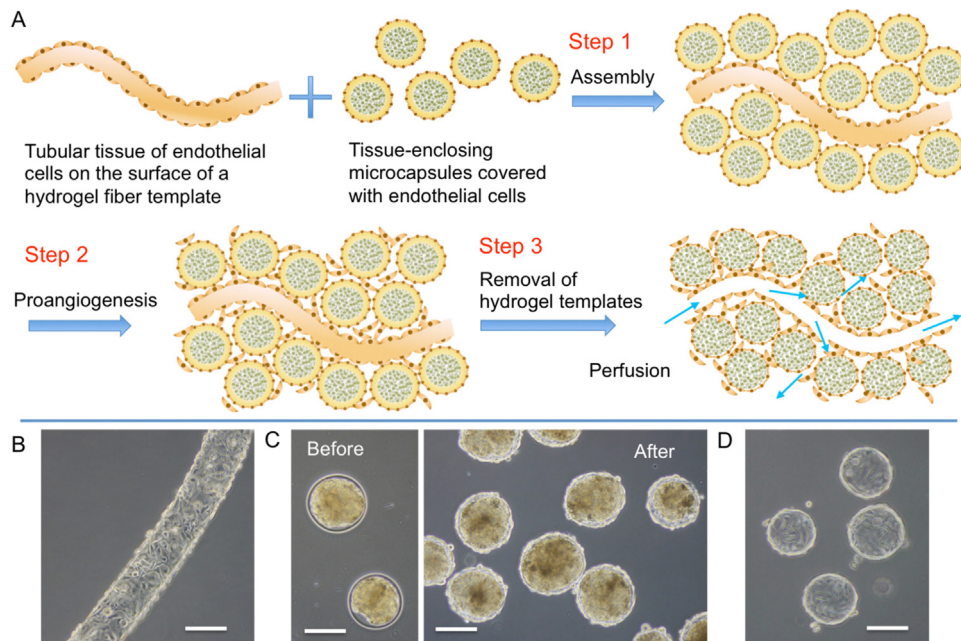 A
Step 1
Assembly
Tubular tissue of endothelial
cells on the surface of a
hydrogel fiber template
Tissue-enclosing
microcapsules covered
with endothelial cells
Step 2
Proangiogenesis
Step 3
Removal of
hydrogel templates
Perfusion
B
C
Before
After
D